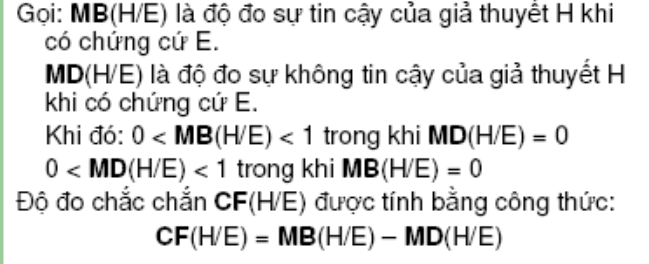 Gọi: MB(H/E) là độ đo sự tin cậy của giả thuyết H khi
có chứng cứ E.
MD(H/E) là độ đo sự không tin cậy của giả thuyết H
khi có chứng cứ E.
Khi đó: 0 < MB(H/E) < 1 trong khi MD(H/E) = 0
0 < MD(H/E) < 1 trong khi MB(H/E) = 0
Độ đo chắc chắn CF(H/E) được tính bằng công thức:
CF(H/E) = MB(H/E) – MD(H/E)